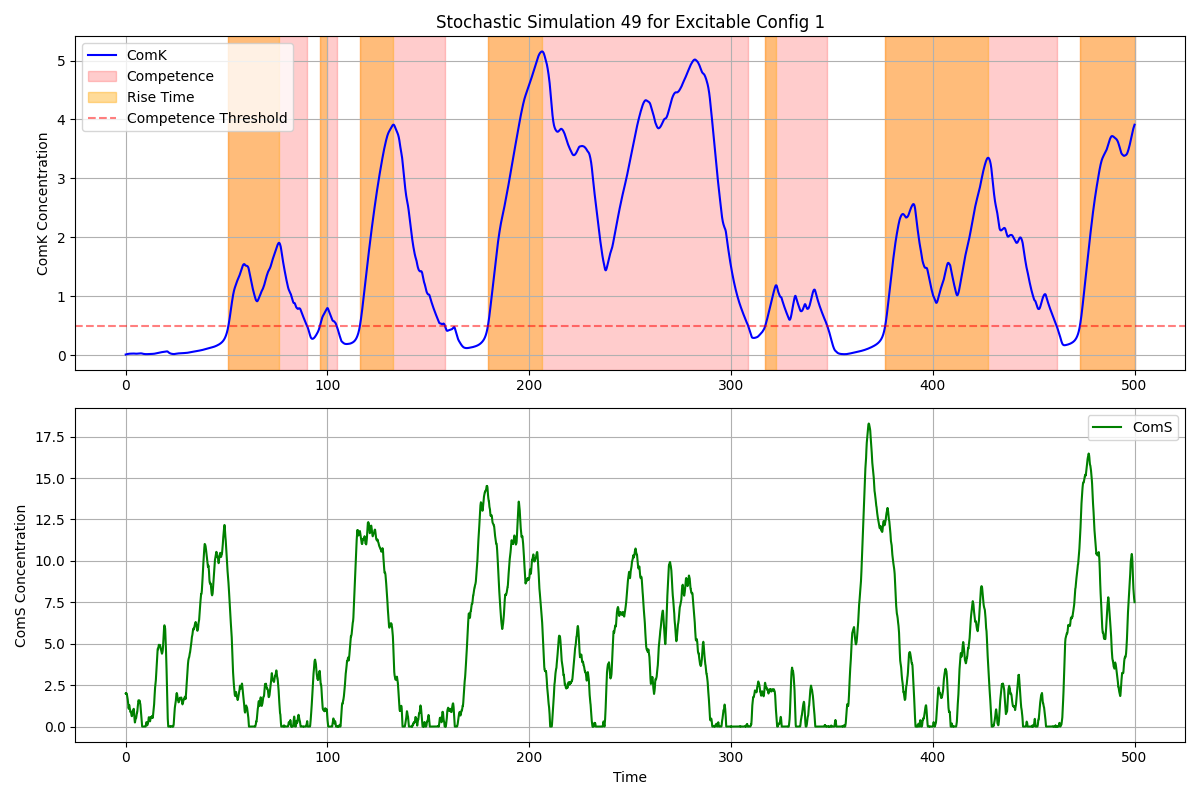 Stochastic Simulation 49 for Excitable Config 1
ComK Concentration
5
4
3
2
1
0
ComK
Competence
Rise Time
Competence Threshold
0 100 200 300 400 500
ComS Concentration
17.5
15.0
12.5
10.0
7.5
5.0
2.5
0.0
ComS
0 100 200 300 400 500
Time